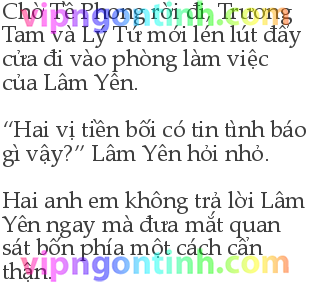 Chờ Tề Phong rời đi, Trương
Tam và Lý Tứ mới lén lút đẩy
cửa đi vào phòng làm việc
của Lâm Yên.
“Hai vị tiền bối có tin tình báo
gì vậy?” Lâm Yên hỏi nhỏ.
Hai anh em không trả lời Lâm
Yên ngay mà đưa mắt quan
sát bốn phía một cách cẩn
thận.
vipngontinh.com
vipngontinh.com
vipngontinh.com